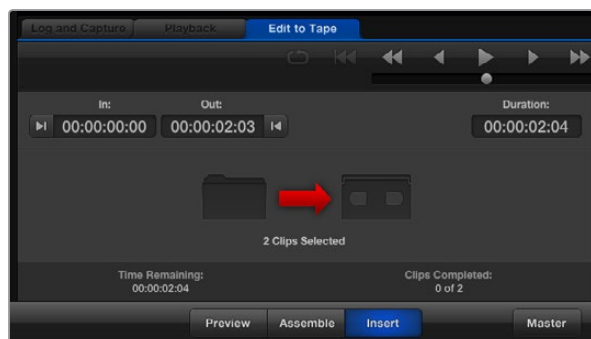 Log and Capture Playback Edit to Tape
In: Out: Duration:
00:00:00:00 00:00:02:03 00:00:02:04
2 Clips Selected
Time Remaining: Clips Completed:
00:00:02:04 0 of 2
Preview Assemble Insert Master